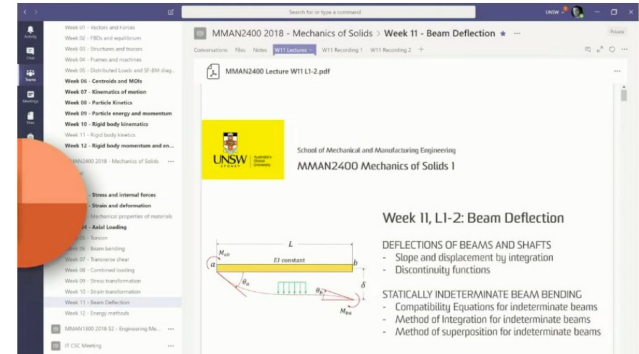 Search for or type a command
UNSW
Activity
Chat
Teams
Meetings
Files
Week 01 - Vectors and Forces
Week 02 - FBDs and equilibrium
Week 03 - Structures and trusses
Week 04 - Frames and machines
Week 05 - Distributed Loads and SF-BM diag...
Week 06 - Centroids and MOIs
Week 07 - Kinematics of motion
Week 08 - Particle Kinetics
Week 09 - Particle energy and momentum
Week 10 - Rigid body kinematics
Week 11 - Rigid body kinetics
Week 12 - Rigid body momentum and en...
MMAN2400 2018 - Mechanics of Solids
- Stress and internal forces
- Strain and deformation
Mechanical properties of materials
04 - Axial Loading
05 - Torsion
06 - Beam bending
Week 07 - Transverse shear
Week 08 - Combined loading
Week 09 - Stress transformation
Week 10 - Strain transformation
Week 11 - Beam Deflection
Week 12 - Energy methods
MMAN1300 2018 S2 - Engineering Me...
IT CSC Meeting
MMAN2400 2018 - Mechanics of Solids > Week 11 - Beam Deflection
Private
Conversations Files Notes W11 Lectures W11 Recording 1 W11 Recording 2 +
MMAN2400 Lecture W11 L1-2.pdf
UNSW
SYDNEY
Australia's
Global
University
School of Mechanical and Manufacturing Engineering
MMAN2400 Mechanics of Solids 1
Week 11, L1-2: Beam Deflection
L
a
EI constant
b
θa
θb
δ
DEFLECTIONS OF BEAMS AND SHAFTS
- Slope and displacement by integration
- Discontinuity functions
STATICALLY INDETERMINATE BEAM BENDING
- Compatibility Equations for indeterminate beams
- Method of Integration for indeterminate beams
- Method of superposition for indeterminate beams